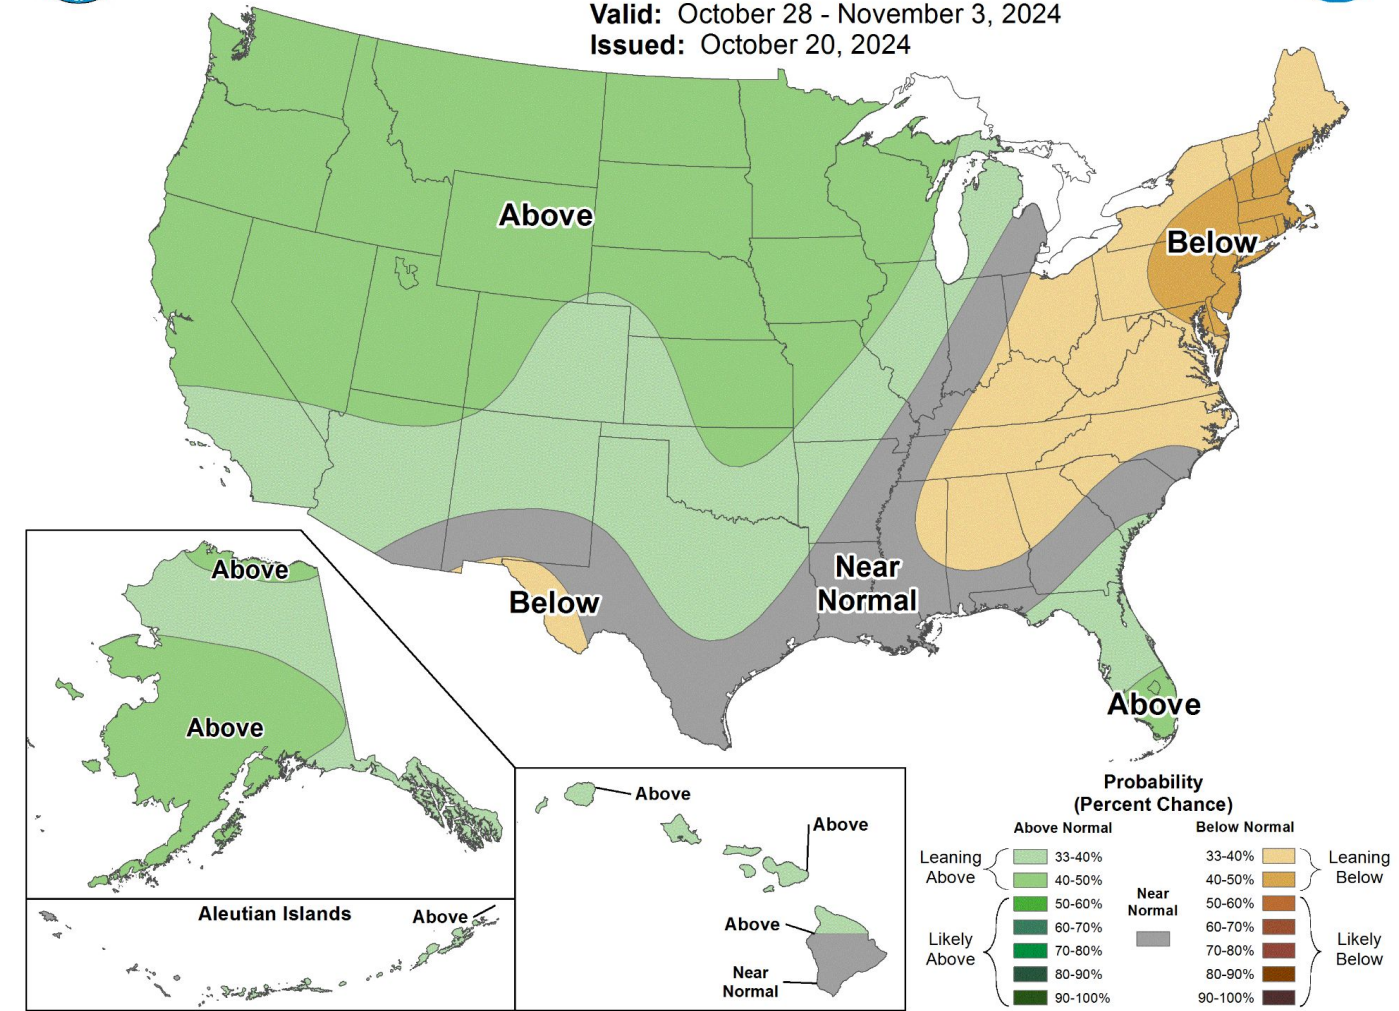 Valid: October 28 - November 3, 2024
Issued: October 20, 2024
Above
Below
Near
Normal
Below
Above
Above
Above
Aleutian Islands
Above
Above
Above
Above
Near
Normal
Probability
(Percent Chance)
Above Normal
Below Normal
Leaning
Above
33-40%
40-50%
50-60%
60-70%
70-80%
80-90%
90-100%
Likely
Above
Near
Normal
33-40%
40-50%
50-60%
60-70%
70-80%
80-90%
90-100%
Leaning
Below
Likely
Below